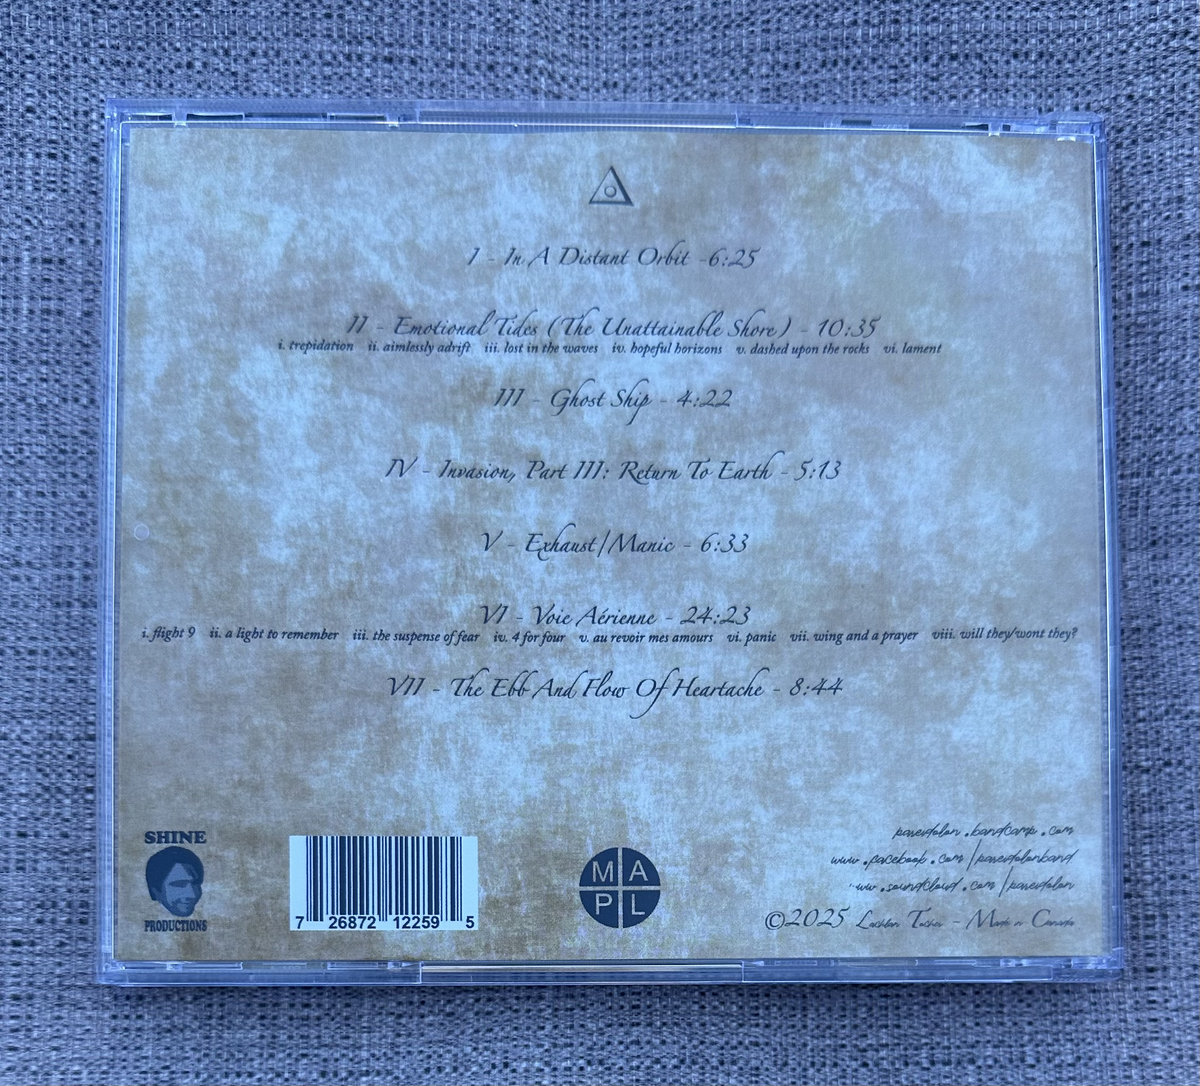 I - In A Distant Orbit -6:25
II - Emotional Tides (The Unattainable Shore) - 10:35
i. trepidation ii. aimlessly adrift iii. lost in the waves iv. hopeful horizons v. dashed upon the rocks vi. lament
III - Ghost Ship - 4:22
IV - Invasion, Part III: Return To Earth - 5:13
V - Exhaust/Manic - 6:33
VI - Voie Aérienne - 24:23
i. flight 9 ii. a light to remember iii. the suspense of fear iv. 4 for four v. au revoir mes amours vi. panic vii. wing and a prayer viii. will they/wont they?
VII - The Ebb And Flow Of Heartache - 8:44
SHINE
PRODUCTIONS
7 26872 12259 5
M A
P L
.bandcamp.com
www.facebook.com/
ww.soundcloud.com/
©2025 Lachlan - Made in Canada